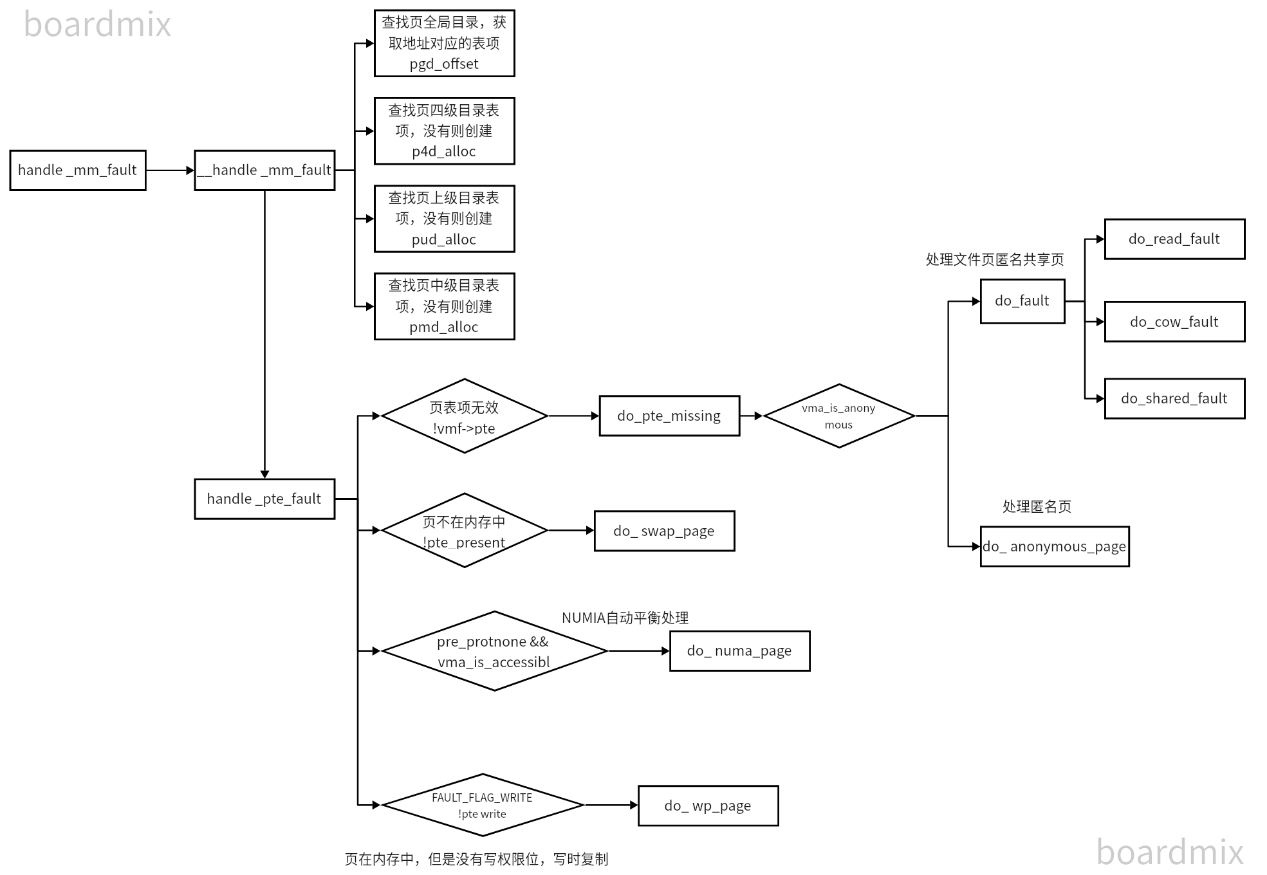 boardmix
查找页全局目录，获
取地址对应的表项
pgd_offset
查找页四级目录表
项，没有则创建
p4d_alloc
handle _mm_fault
__handle _mm_fault
查找页上级目录表
项，没有则创建
pud_alloc
查找页中级目录表
项，没有则创建
pmd_alloc
do_read_fault
处理文件页匿名共享页
do_fault
do_cow_fault
do_shared_fault
页表项无效
!vmf->pte
do_pte_missing
vma_is_anony
mous
handle _pte_fault
页不在内存中
!pte_present
do_ swap_page
处理匿名页
do_ anonymous_page
NUMIA自动平衡处理
pre_protnone &&
vma_is_accessibl
do_ numa_page
FAULT_FLAG_WRITE
!pte write
do_ wp_page
页在内存中，但是没有写权限位，写时复制
boardmix